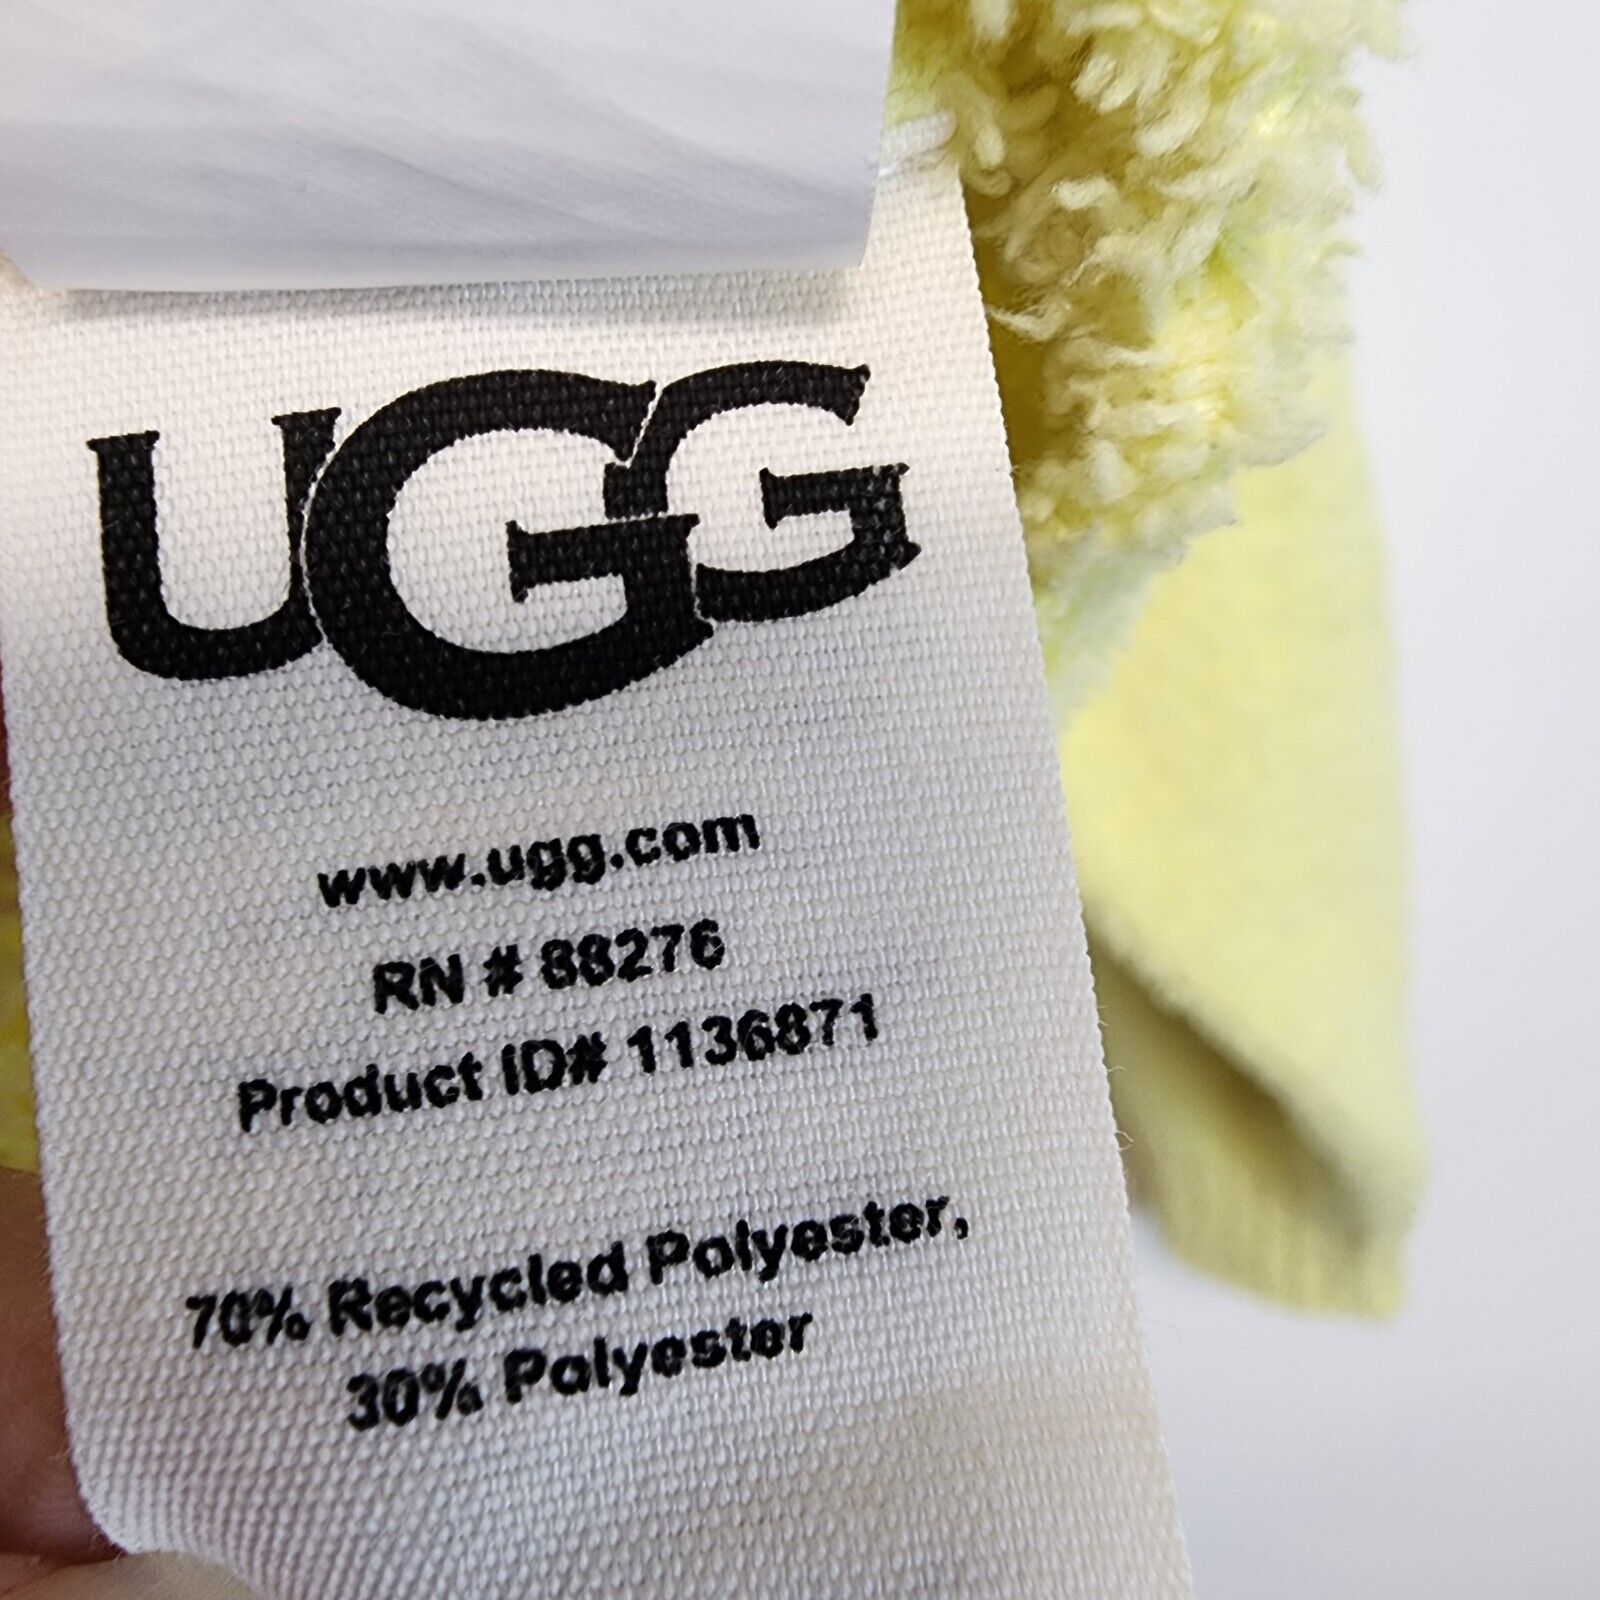 UGG
www.ugg.com
RN # 88276
Product ID# 1136871
70% Recycled Polyester,
30% Polyester